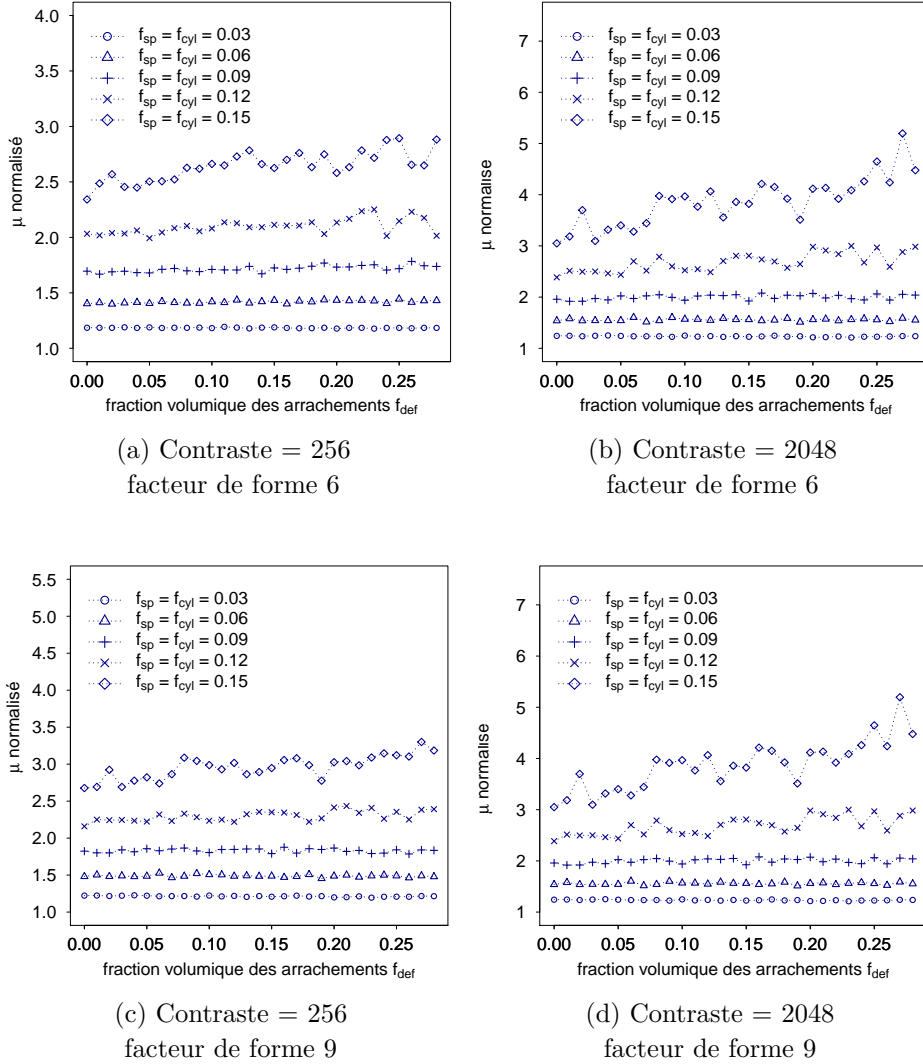 4.0
3.5
3.0
2.5
2.0
1.5
1.0
μ normalisé
f_sp = f_cyl = 0.03
f_sp = f_cyl = 0.06
f_sp = f_cyl = 0.09
f_sp = f_cyl = 0.12
f_sp = f_cyl = 0.15
0.00 0.05 0.10 0.15 0.20 0.25
fraction volumique des arrachements f_def
(a) Contraste = 256
facteur de forme 6
7
6
5
4
3
2
1
μ normalise
f_sp = f_cyl = 0.03
f_sp = f_cyl = 0.06
f_sp = f_cyl = 0.09
f_sp = f_cyl = 0.12
f_sp = f_cyl = 0.15
0.00 0.05 0.10 0.15 0.20 0.25
fraction volumique des arrachements f_def
(b) Contraste = 2048
facteur de forme 6
5.5
5.0
4.5
4.0
3.5
3.0
2.5
2.0
1.5
1.0
μ normalisé
f_sp = f_cyl = 0.03
f_sp = f_cyl = 0.06
f_sp = f_cyl = 0.09
f_sp = f_cyl = 0.12
f_sp = f_cyl = 0.15
0.00 0.05 0.10 0.15 0.20 0.25
fraction volumique des arrachements f_def
(c) Contraste = 256
facteur de forme 9
7
6
5
4
3
2
1
μ normalise
f_sp = f_cyl = 0.03
f_sp = f_cyl = 0.06
f_sp = f_cyl = 0.09
f_sp = f_cyl = 0.12
f_sp = f_cyl = 0.15
0.00 0.05 0.10 0.15 0.20 0.25
fraction volumique des arrachements f_def
(d) Contraste = 2048
facteur de forme 9